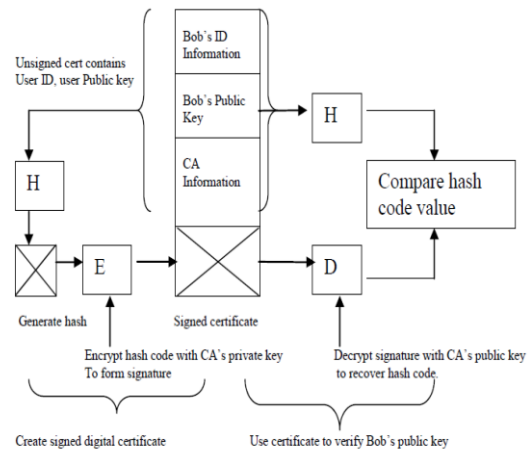 Bob's ID
Information
Unsigned cert contains
User ID, user Public key
Bob's Public
Key
H
CA
Information
H
Compare hash
code value
E
D
Generate hash
Signed certificate
Encrypt hash code with CA's private key
To form signature
Decrypt signature with CA's public key
to recover hash code.
Create signed digital certificate
Use certificate to verify Bob's public key